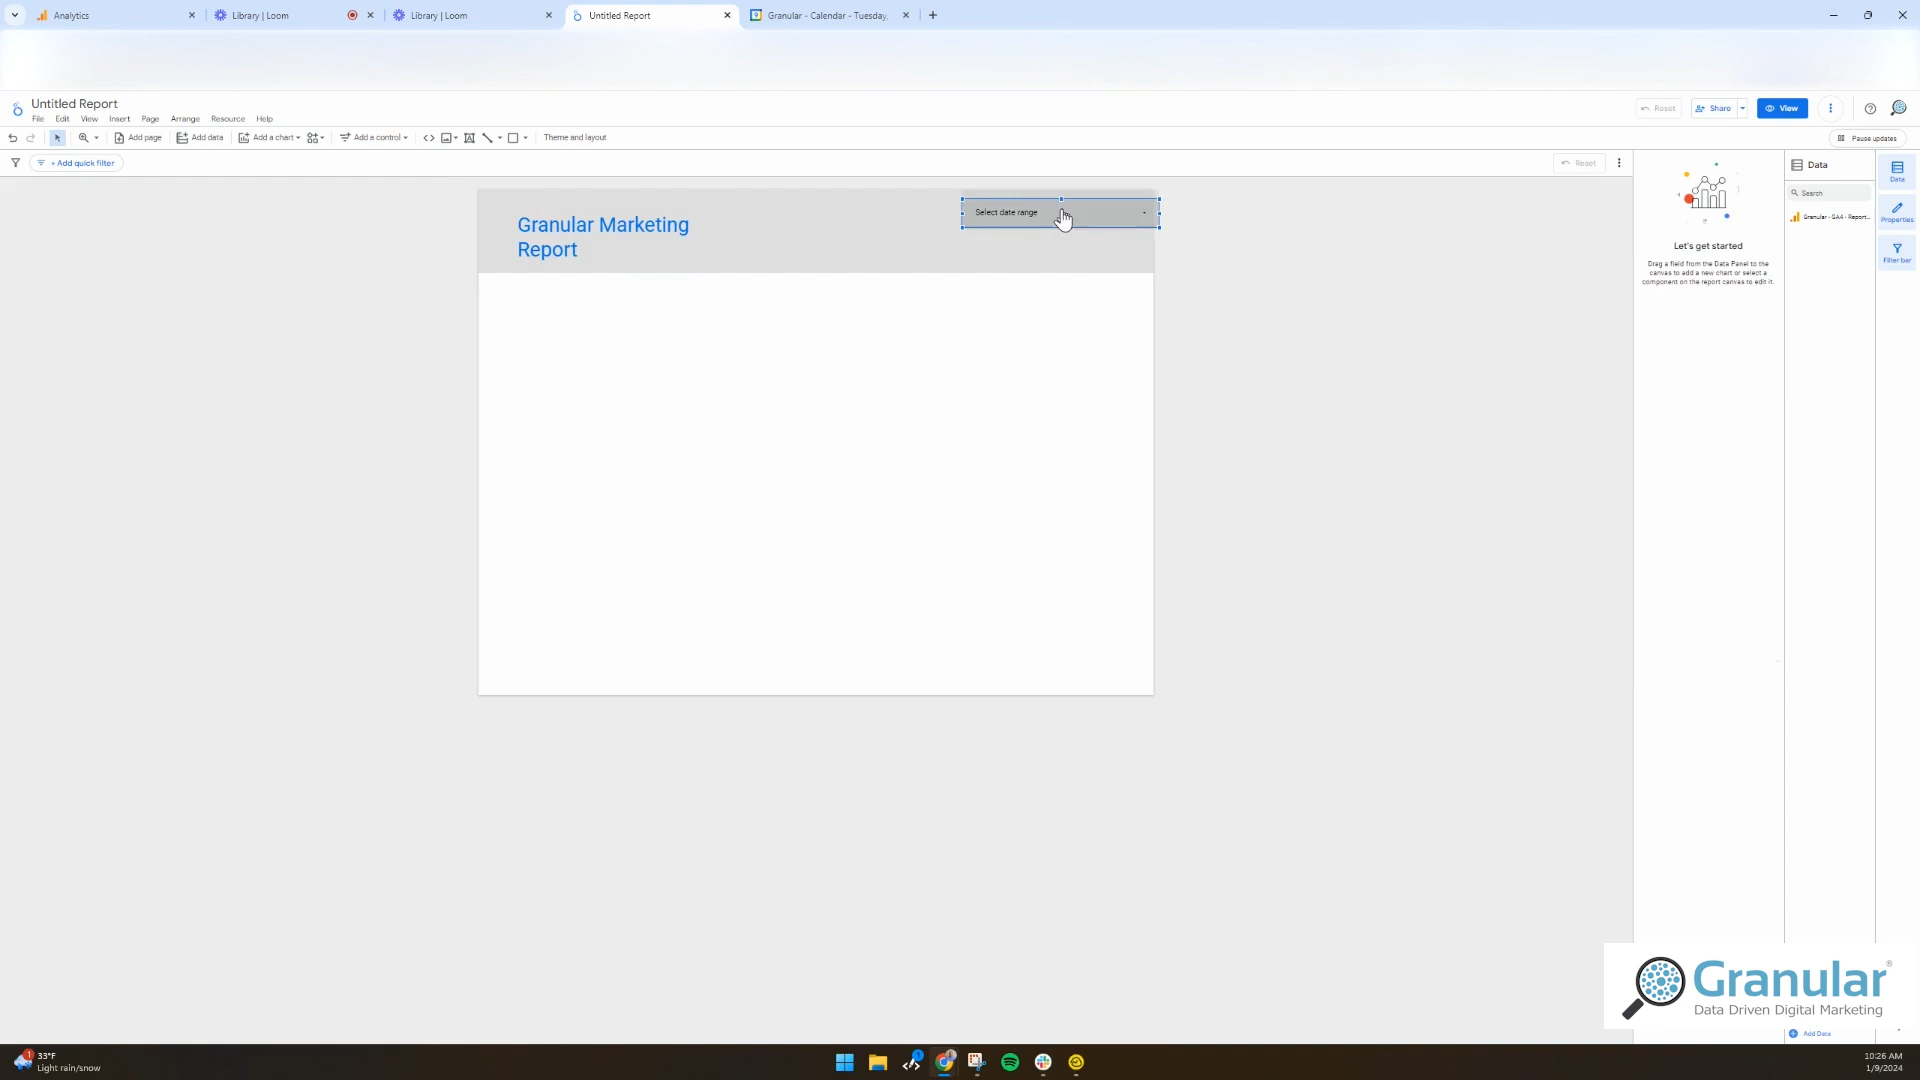 Analytics
Library | Loom
Library | Loom
Untitled Report
Granular - Calendar - Tuesday,
Untitled Report
File Edit View Insert Page Arrange Resource Help
Reset
Share
View
Add page
Add data
Add a chart
Add a control
Theme and layout
Pause updates
+ Add quick filter
Reset
Data
Search
Granular - GA4 - Report...
Data
Properties
Filter bar
Granular Marketing
Report
Select date range
Let's get started
Drag a field from the Data Panel to the
canvas to add a new chart or select a
component on the report canvas to edit it.
Granular®
Data Driven Digital Marketing
Add Data
1
33°F
Light rain/snow
10:26 AM
1/9/2024